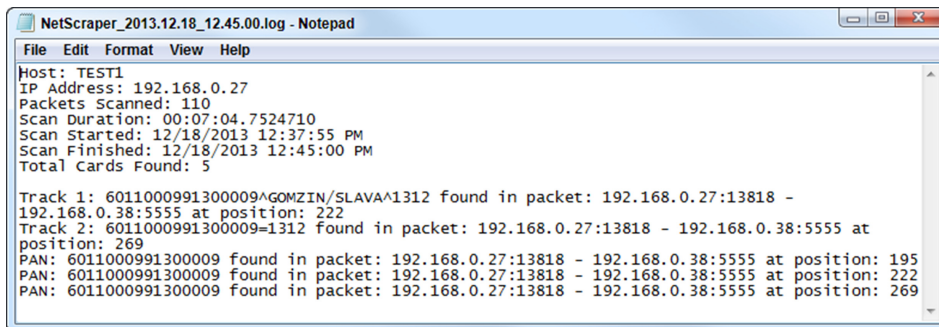 NetScraper_2013.12.18_12.45.00.log - Notepad
File Edit Format View Help
Host: TEST1
IP Address: 192.168.0.27
Packets Scanned: 110
Scan Duration: 00:07:04.7524710
Scan Started: 12/18/2013 12:37:55 PM
Scan Finished: 12/18/2013 12:45:00 PM
Total Cards Found: 5
Track 1: 6011000991300009^GOMZIN/SLAVA^1312 found in packet: 192.168.0.27:13818 -
192.168.0.38:5555 at position: 222
Track 2: 6011000991300009=1312 found in packet: 192.168.0.27:13818 - 192.168.0.38:5555 at
position: 269
PAN: 6011000991300009 found in packet: 192.168.0.27:13818 - 192.168.0.38:5555 at position: 195
PAN: 6011000991300009 found in packet: 192.168.0.27:13818 - 192.168.0.38:5555 at position: 222
PAN: 6011000991300009 found in packet: 192.168.0.27:13818 - 192.168.0.38:5555 at position: 269